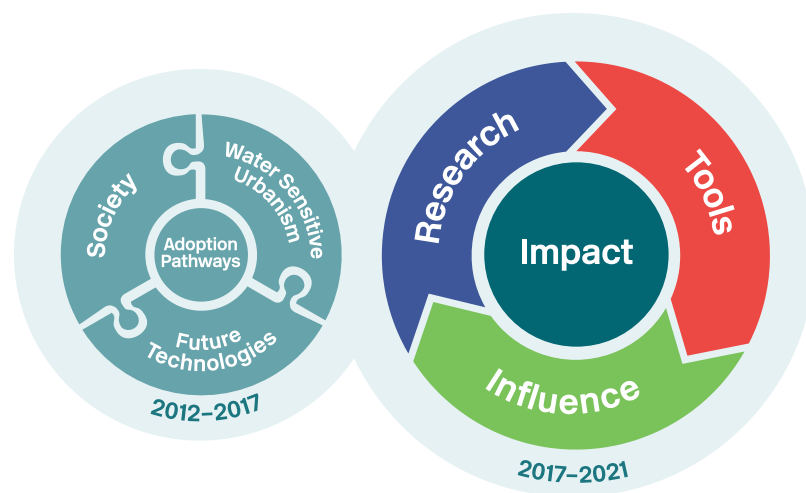 Society
Water Sensitive
Urbanism
Adoption
Pathways
Future
Technologies
2012–2017
Research
Tools
Impact
Influence
2017–2021